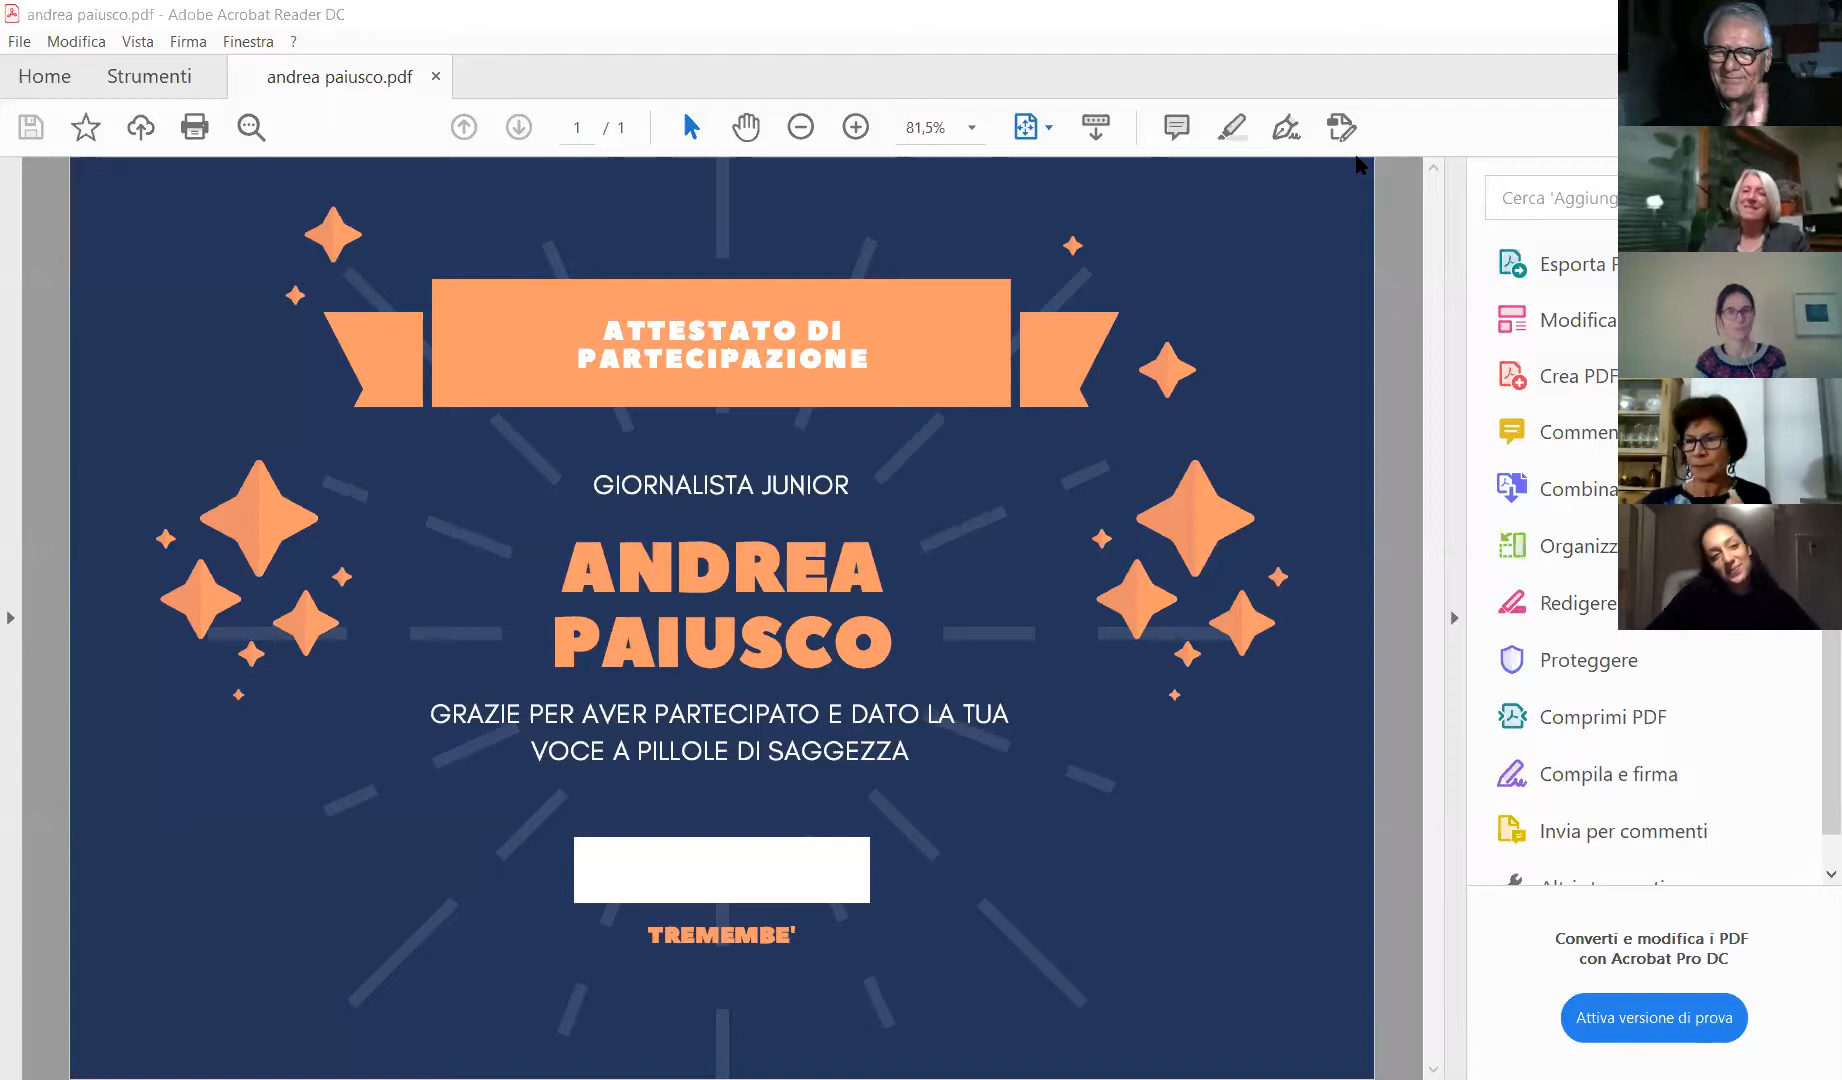 andrea paiusco.pdf - Adobe Acrobat Reader DC
File Modifica Vista Firma Finestra ?
Home Strumenti andrea paiusco.pdf ×
1 / 1 81,5%
ATTESTATO DI
PARTECIPAZIONE
GIORNALISTA JUNIOR
ANDREA
PAIUSCO
GRAZIE PER AVER PARTECIPATO E DATO LA TUA
VOCE A PILLOLE DI SAGGEZZA
TREMEMBE'
Cerca 'Aggiung
Esporta P
Modifica
Crea PDF
Commen
Combina
Organizz
Redigere
Proteggere
Comprimi PDF
Compila e firma
Invia per commenti
Converti e modifica i PDF
con Acrobat Pro DC
Attiva versione di prova